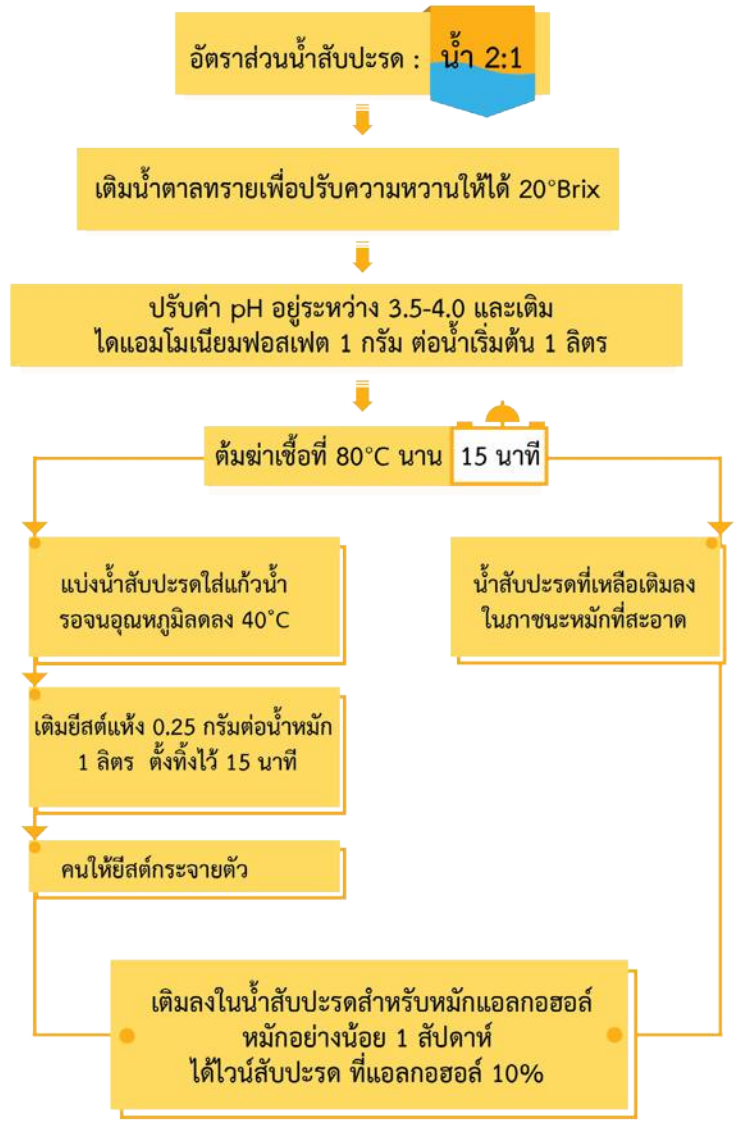 อัตราส่วนน้ำสับปะรด : น้ำ 2:1
เติมน้ำตาลทรายเพื่อปรับความหวานให้ได้ 20°Brix
ปรับค่า pH อยู่ระหว่าง 3.5-4.0 และเติม
ไดแอมโมเนียมฟอสเฟต 1 กรัม ต่อน้ำเริ่มต้น 1 ลิตร
ต้มฆ่าเชื้อที่ 80°C นาน 15 นาที
แบ่งน้ำสับปะรดใส่แก้วน้ำ
รอจนอุณหภูมิลดลง 40˚C
น้ำสับปะรดที่เหลือเติมลง
ในภาชนะหมักที่สะอาด
เติมยีสต์แห้ง 0.25 กรัมต่อน้ำหมัก
1 ลิตร ตั้งทิ้งไว้ 15 นาที
คนให้ยีสต์กระจายตัว
เติมลงในน้ำสับปะรดสำหรับหมักแอลกอฮอล์
หมักอย่างน้อย 1 สัปดาห์
ได้ไวน์สับปะรด ที่แอลกอฮอล์ 10%